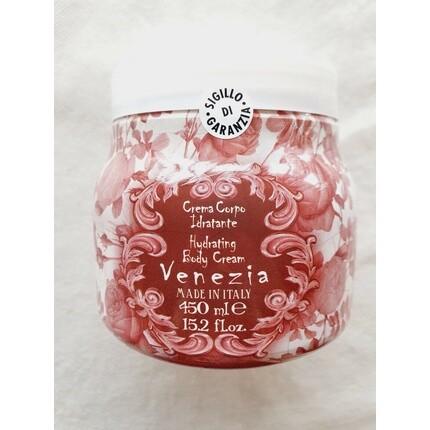 SIGILLO
DI
GARANZIA
Crema Corpo
Idratante
Hydrating
Body Cream
Venezia
MADE IN ITALY
450 ml ℮
15.2 fl.oz.